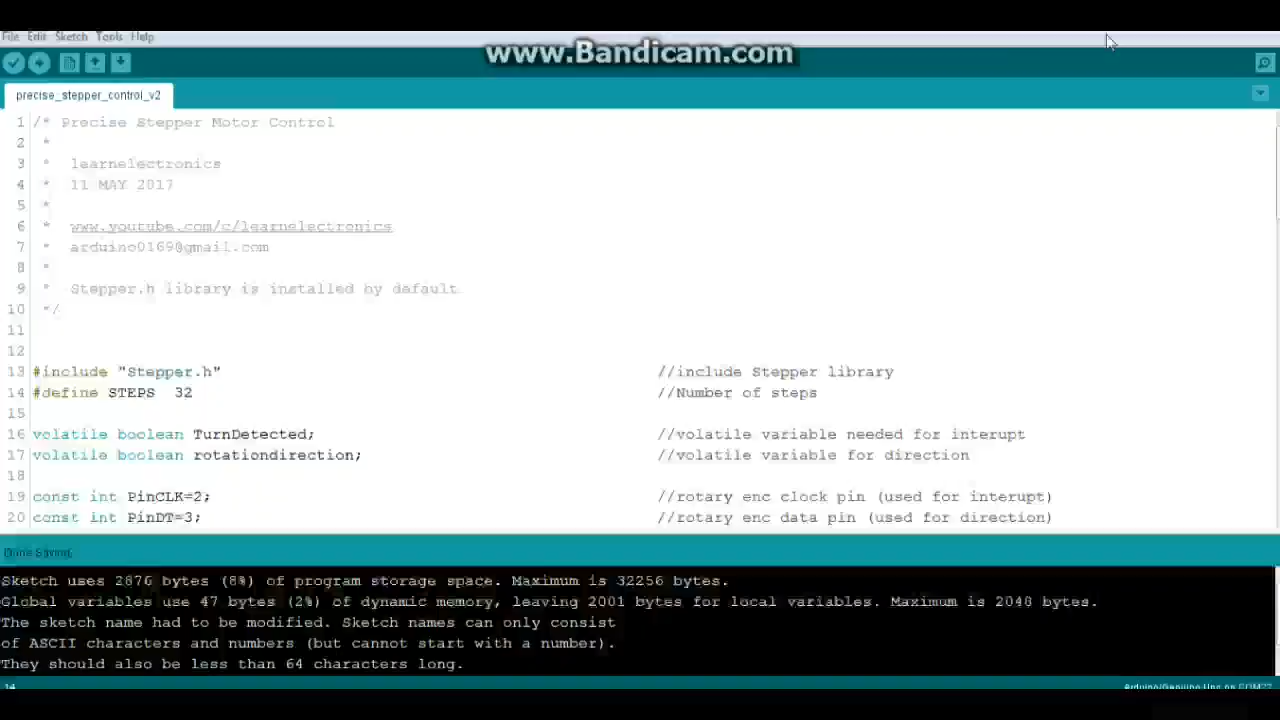 File Edit Sketch Tools Help
www.Bandicam.com
precise_stepper_control_v2
1 /* Precise Stepper Motor Control
2 *
3 * learnelectronics
4 * 11 MAY 2017
5 *
6 * www.youtube.com/c/learnelectronics
7 * arduino0169@gmail.com
8 *
9 * Stepper.h library is installed by default
10 */
11
12
13 #include "Stepper.h" //include Stepper library
14 #define STEPS 32 //Number of steps
15
16 volatile boolean TurnDetected; //volatile variable needed for interupt
17 volatile boolean rotationdirection; //volatile variable for direction
18
19 const int PinCLK=2; //rotary enc clock pin (used for interupt)
20 const int PinDT=3; //rotary enc data pin (used for direction)
Done Saving.
Sketch uses 2876 bytes (8%) of program storage space. Maximum is 32256 bytes.
Global variables use 47 bytes (2%) of dynamic memory, leaving 2001 bytes for local variables. Maximum is 2048 bytes.
The sketch name had to be modified. Sketch names can only consist
of ASCII characters and numbers (but cannot start with a number).
They should also be less than 64 characters long.
14 Arduino/Genuino Uno on